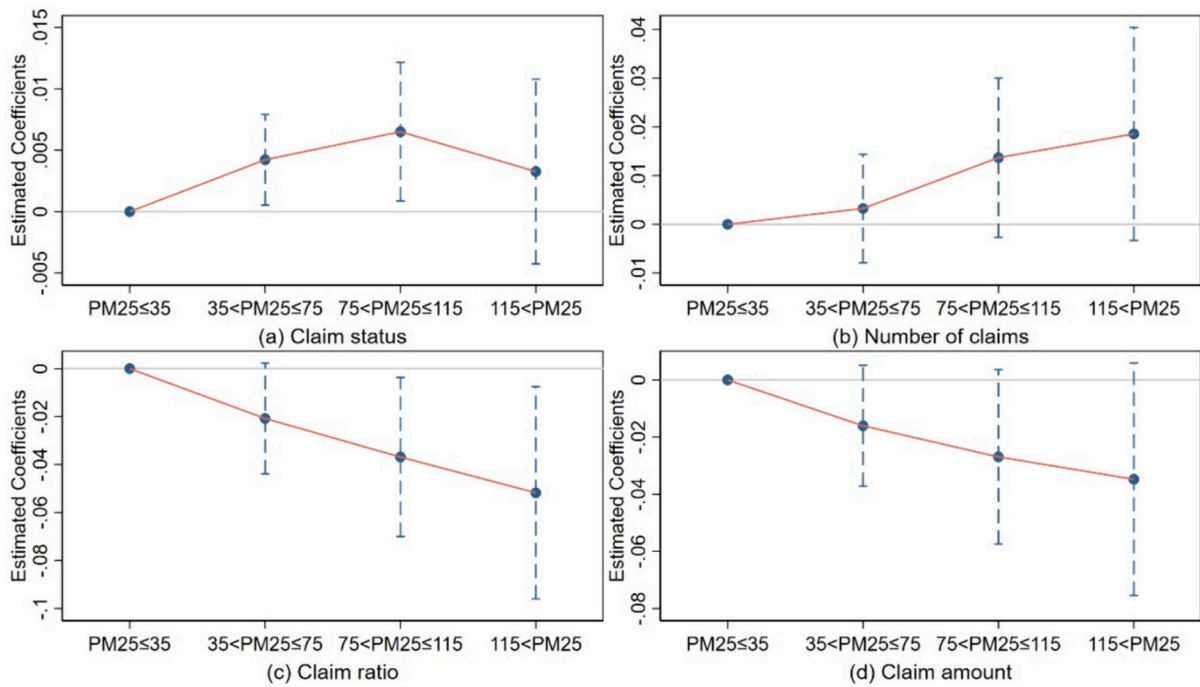 Estimated Coefficients
.015
.01
.005
0
-.005
PM25≤35
35<PM25≤75
75<PM25≤115
115<PM25
(a) Claim status
Estimated Coefficients
.04
.03
.02
.01
0
-.01
PM25≤35
35<PM25≤75
75<PM25≤115
115<PM25
(b) Number of claims
Estimated Coefficients
0
-.02
-.04
-.06
-.08
-.1
PM25≤35
35<PM25≤75
75<PM25≤115
115<PM25
(c) Claim ratio
Estimated Coefficients
0
-.02
-.04
-.06
-.08
PM25≤35
35<PM25≤75
75<PM25≤115
115<PM25
(d) Claim amount